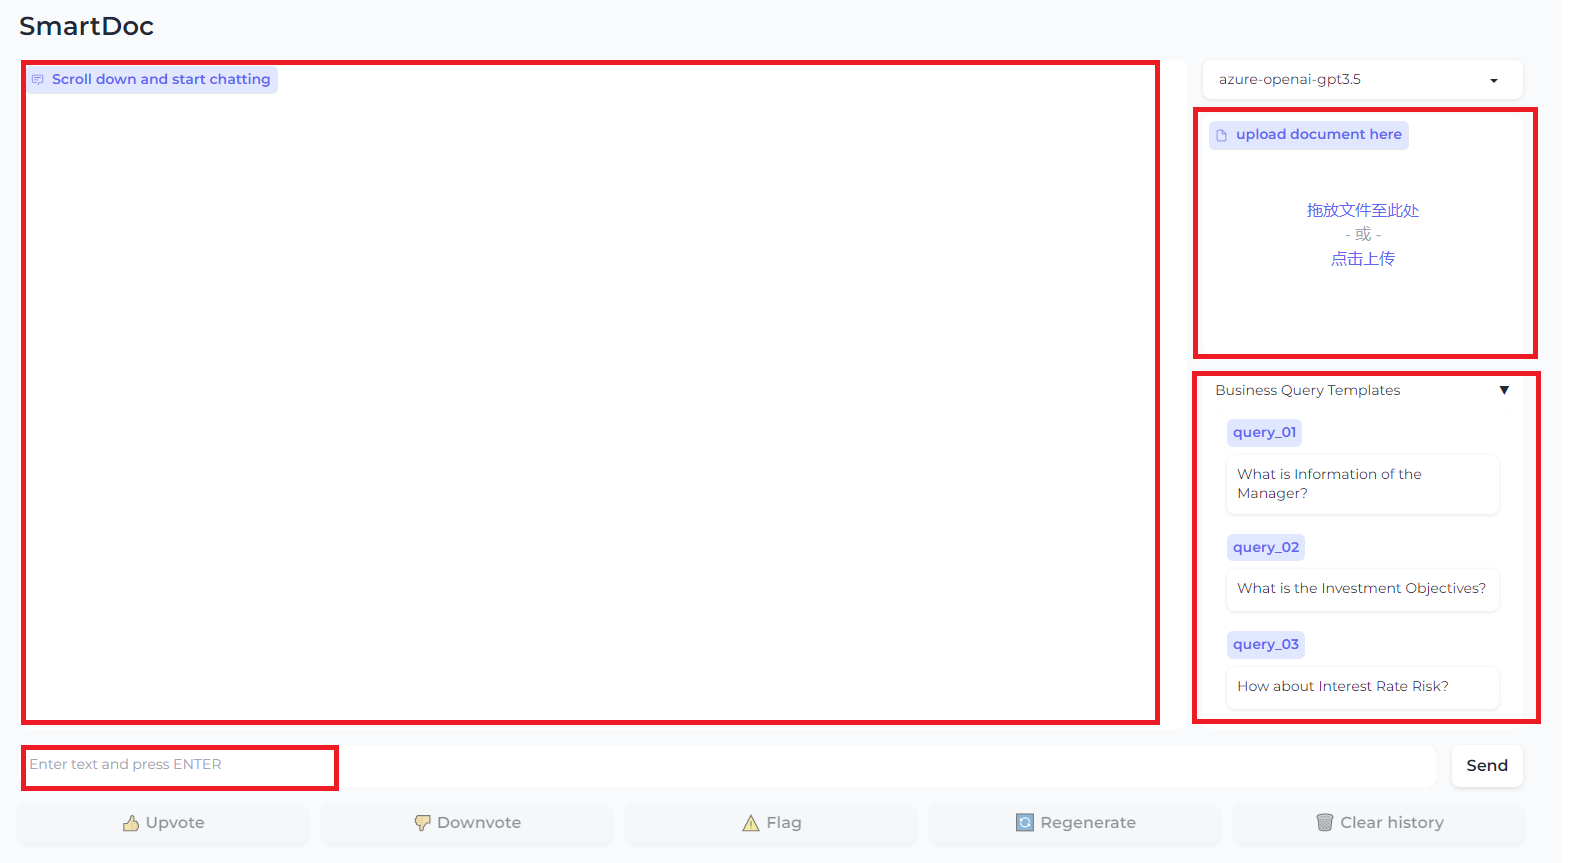 SmartDoc
Scroll down and start chatting
azure-openai-gpt3.5
upload document here
拖放文件至此处
- 或 -
点击上传
Business Query Templates
query_01
What is Information of the
Manager?
query_02
What is the Investment Objectives?
query_03
How about Interest Rate Risk?
Enter text and press ENTER
Send
Upvote
Downvote
Flag
Regenerate
Clear history